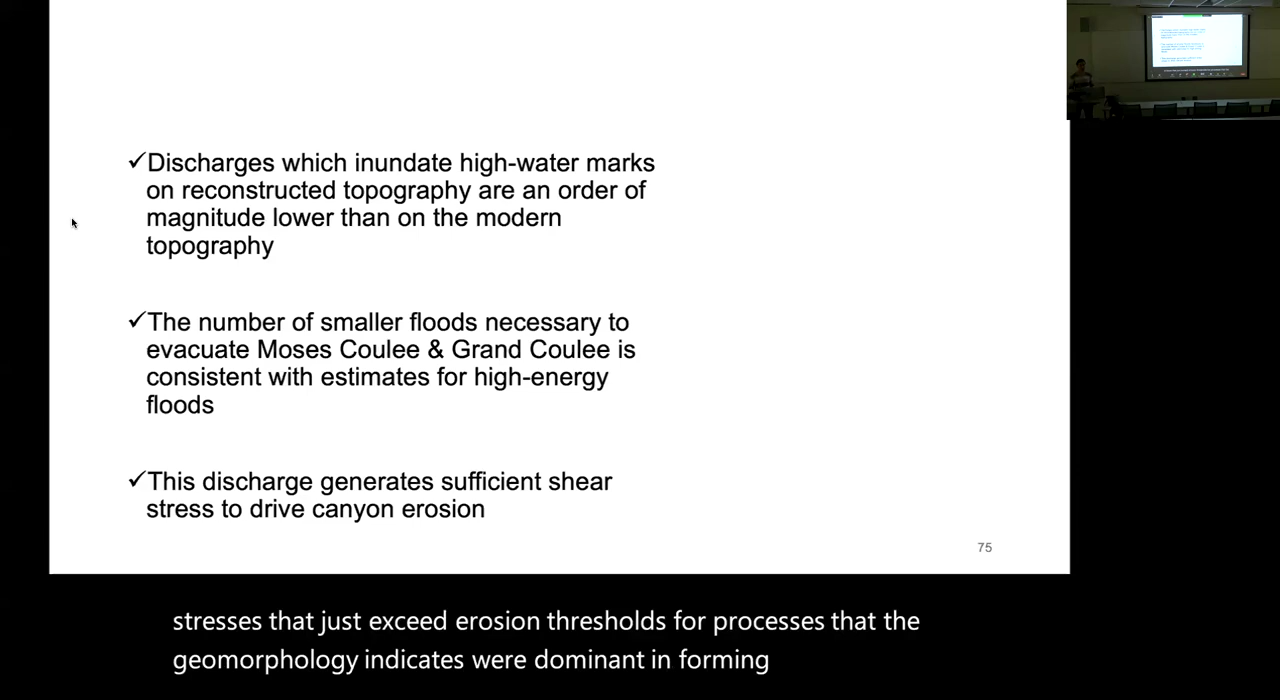 ✓Discharges which inundate high-water marks
on reconstructed topography are an order of
magnitude lower than on the modern
topography
✓The number of smaller floods necessary to
evacuate Moses Coulee & Grand Coulee is
consistent with estimates for high-energy
floods
✓This discharge generates sufficient shear
stress to drive canyon erosion
75
stresses that just exceed erosion thresholds for processes that the
geomorphology indicates were dominant in forming